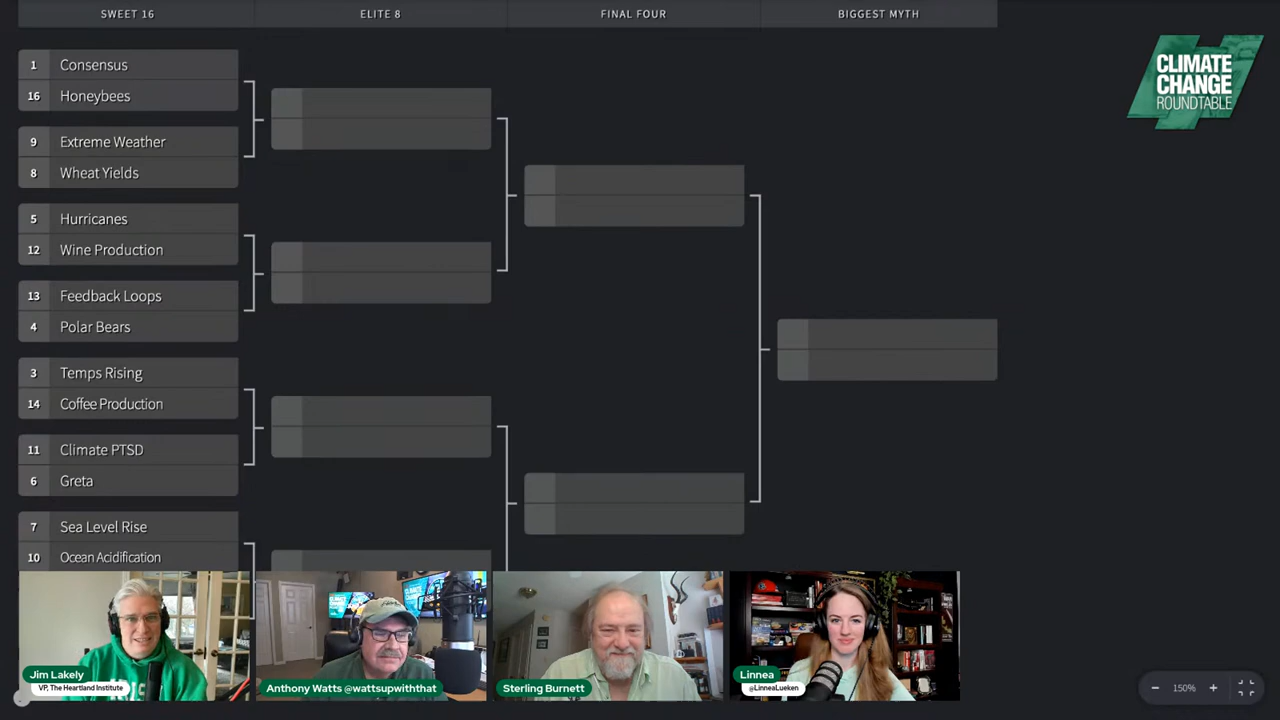 SWEET 16
ELITE 8
FINAL FOUR
BIGGEST MYTH
CLIMATE
CHANGE
ROUNDTABLE
1 Consensus
16 Honeybees
9 Extreme Weather
8 Wheat Yields
5 Hurricanes
12 Wine Production
13 Feedback Loops
4 Polar Bears
3 Temps Rising
14 Coffee Production
11 Climate PTSD
6 Greta
7 Sea Level Rise
10 Ocean Acidification
Jim Lakely
VP, The Heartland Institute
Anthony Watts @wattsupwiththat
Sterling Burnett
Linnea
@LinneaLueken
150%